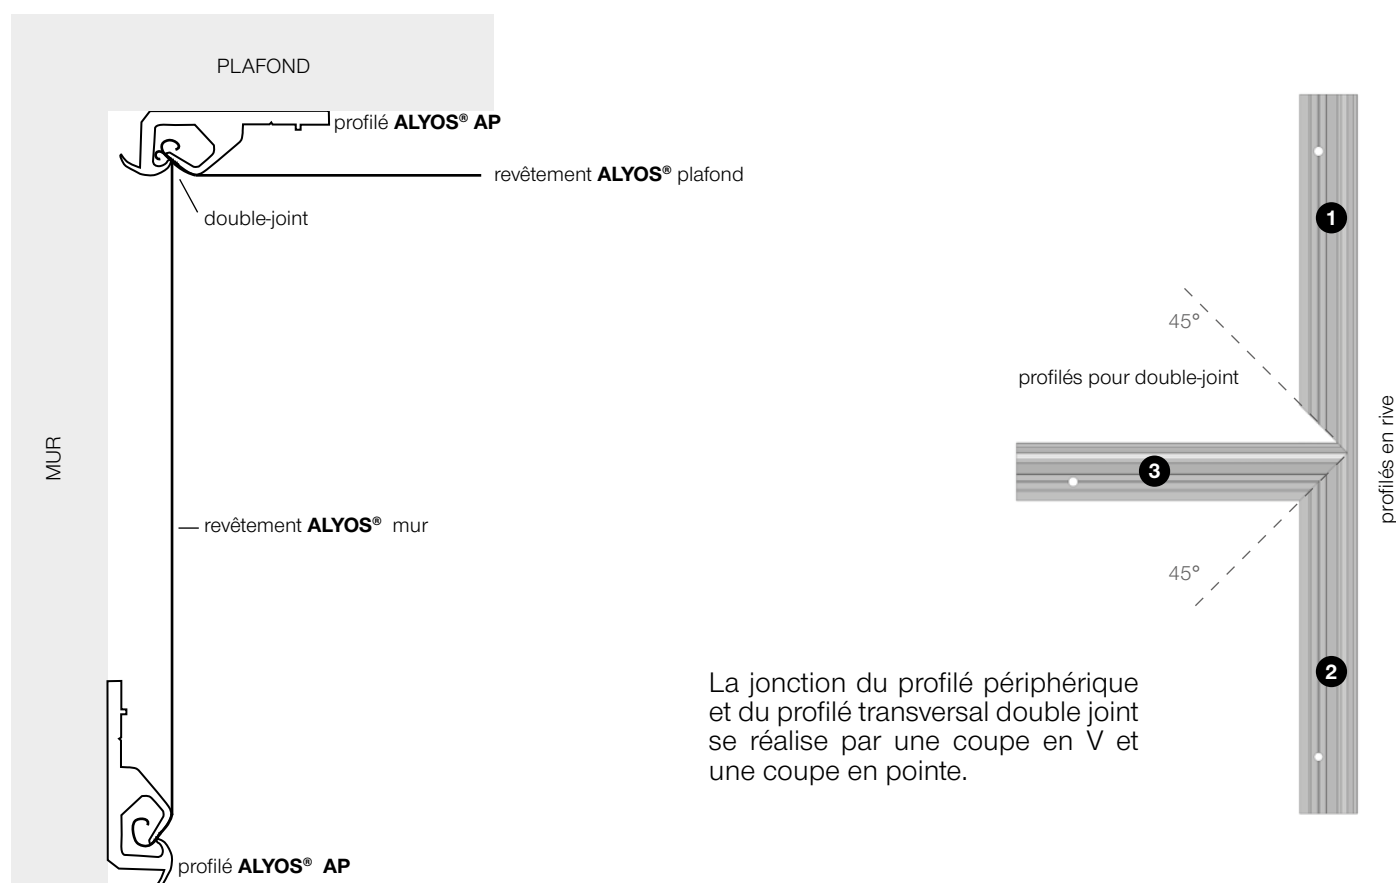 PLAFOND
profilé ALYOS® AP
revêtement ALYOS® plafond
double-joint
MUR
revêtement ALYOS® mur
profilé ALYOS® AP
1
45°
profilés pour double-joint
profilés en rive
3
45°
2
La jonction du profilé périphérique
et du profilé transversal double joint
se réalise par une coupe en V et
une coupe en pointe.